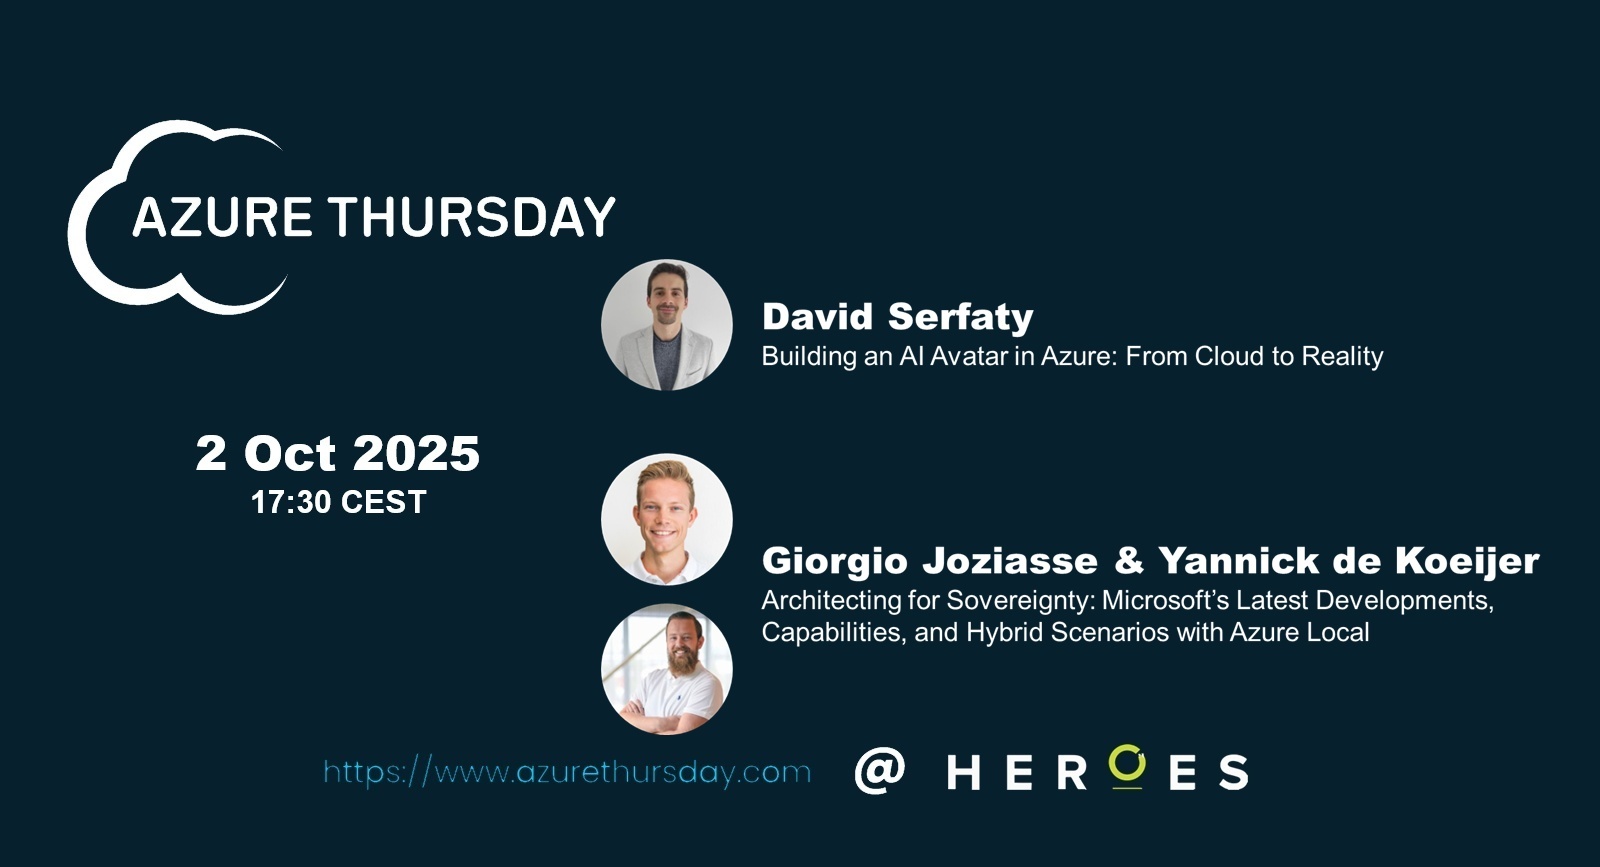 AZURE THURSDAY
David Serfaty
Building an AI Avatar in Azure: From Cloud to Reality
2 Oct 2025
17:30 CEST
Giorgio Joziasse & Yannick de Koeijer
Architecting for Sovereignty: Microsoft’s Latest Developments,
Capabilities, and Hybrid Scenarios with Azure Local
https://www.azurethursday.com @ HEROES